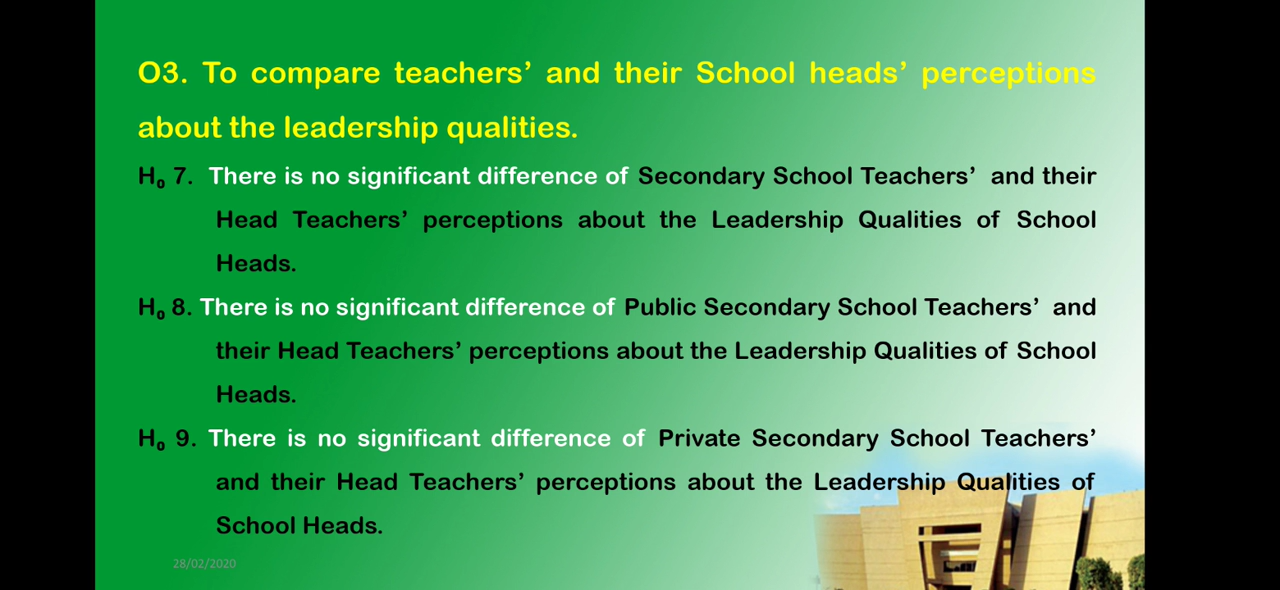 O3. To compare teachers’ and their School heads’ perceptions
about the leadership qualities.
H₀ 7. There is no significant difference of Secondary School Teachers’ and their
Head Teachers’ perceptions about the Leadership Qualities of School
Heads.
H₀ 8. There is no significant difference of Public Secondary School Teachers’ and
their Head Teachers’ perceptions about the Leadership Qualities of School
Heads.
H₀ 9. There is no significant difference of Private Secondary School Teachers’
and their Head Teachers’ perceptions about the Leadership Qualities of
School Heads.
28/02/2020